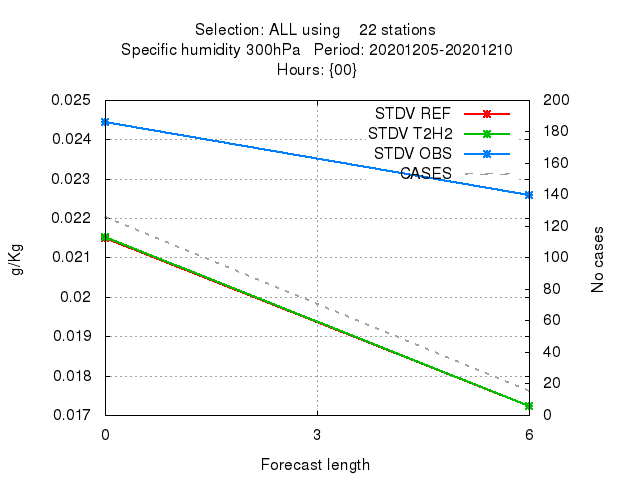 Selection: ALL using    22 stations
Specific humidity 300hPa   Period: 20201205-20201210
Hours: {00}
0.025
0.024
0.023
0.022
0.021
0.02
0.019
0.018
0.017
g/Kg
STDV REF
STDV T2H2
STDV OBS
CASES
200
180
160
140
120
100
80
60
40
20
0
No cases
0
3
6
Forecast length